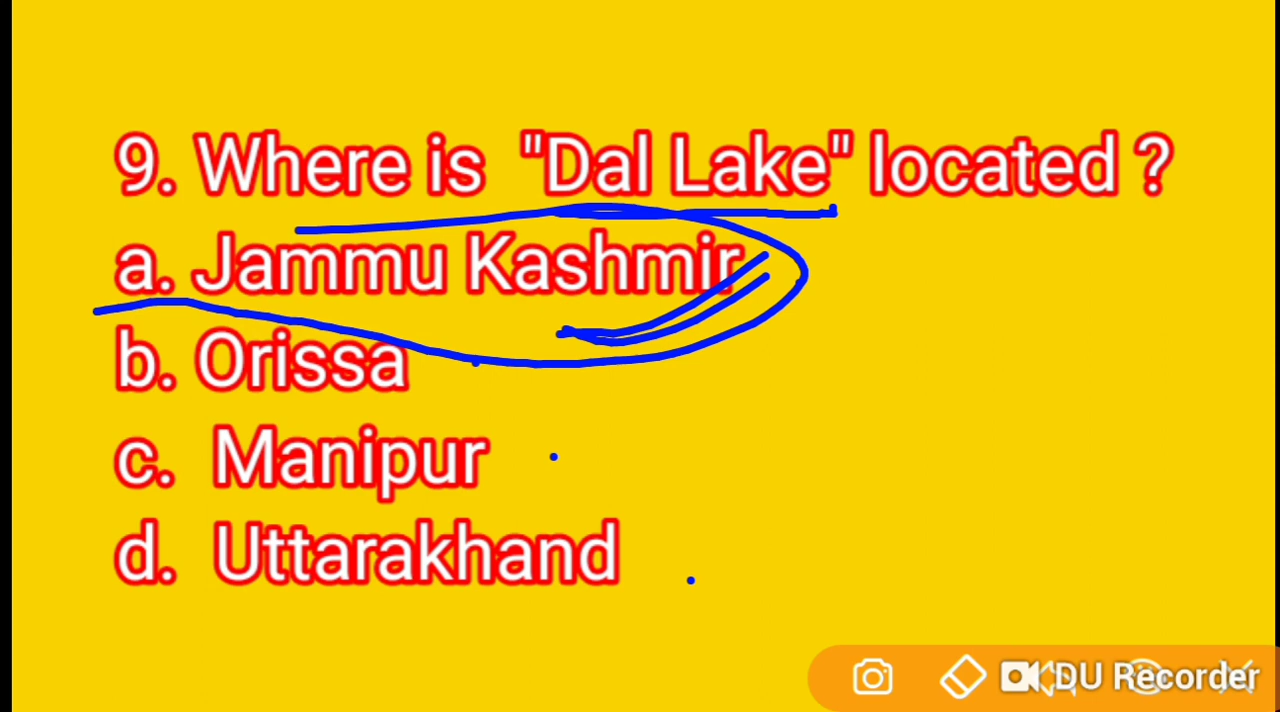 9. Where is "Dal Lake" located ?
a. Jammu Kashmir
b. Orissa
c. Manipur
d. Uttarakhand
DU Recorder